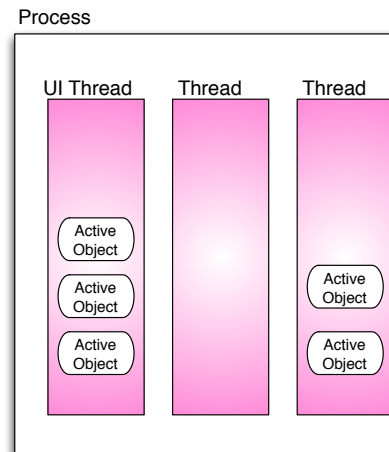 Process
UI Thread
Thread
Thread
Active
Object
Active
Object
Active
Object
Active
Object
Active
Object